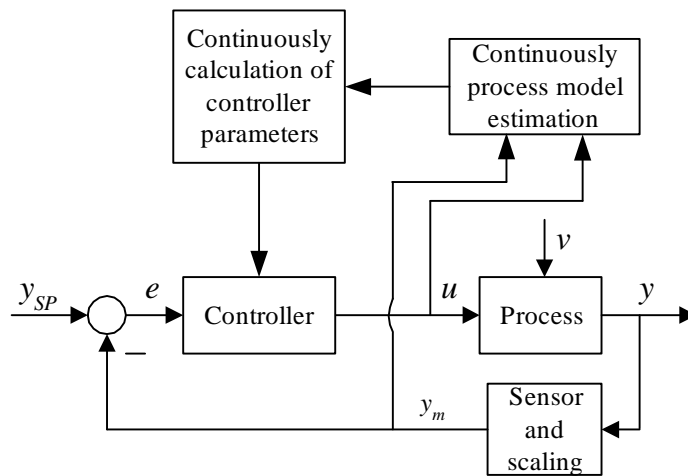 Continuously
calculation of
controller
parameters
Continuously
process model
estimation
v
y_SP
e
Controller
u
Process
y
−
y_m
Sensor
and
scaling